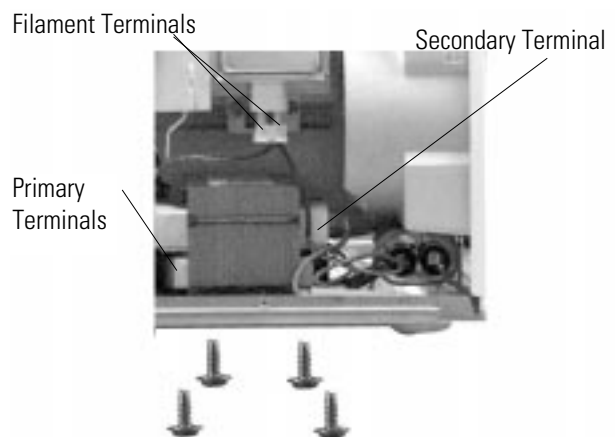 Filament Terminals
Secondary Terminal
Primary
Terminals